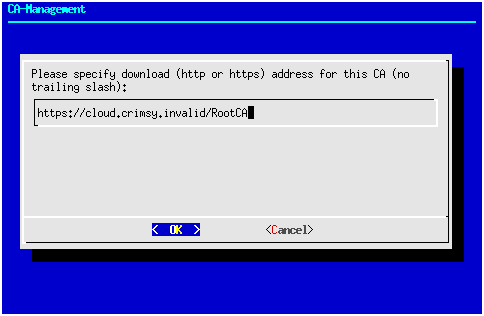 CA-Management
Please specify download (http or https) address for this CA (no
trailing slash):
https://cloud.crimsy.invalid/RootCA
< OK >
<Cancel>